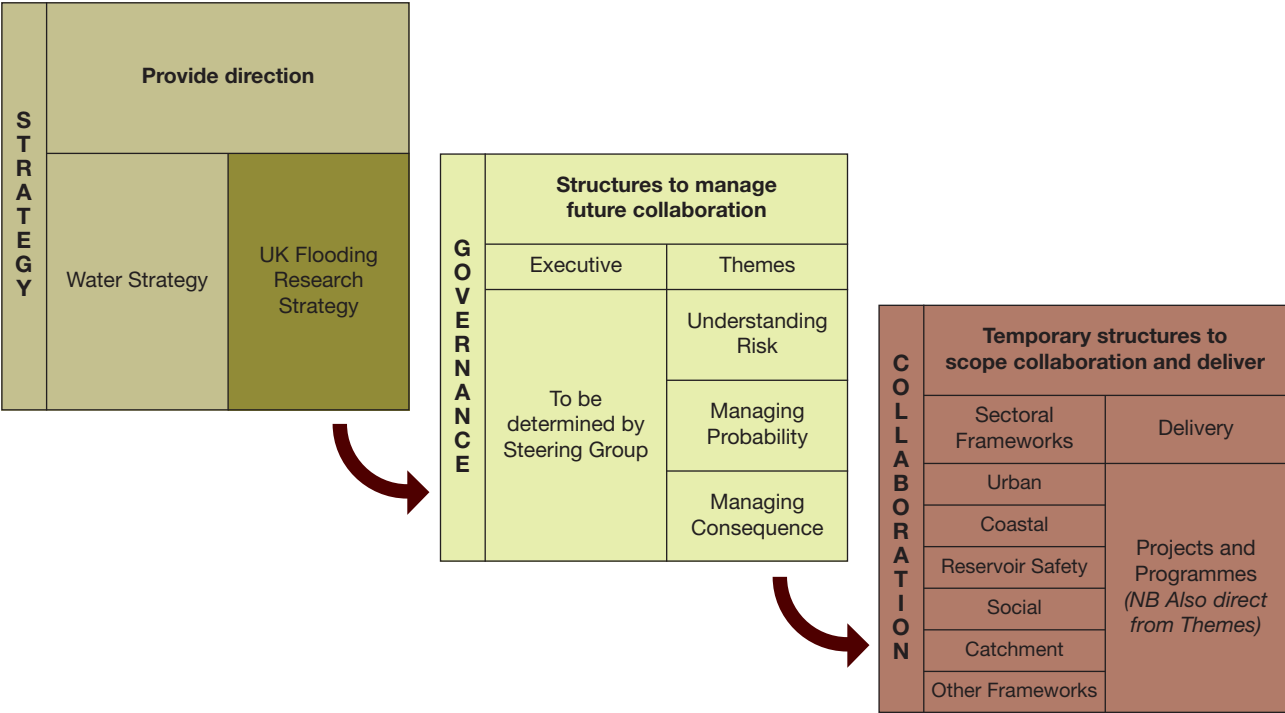 STRATEGY
Provide direction
Water Strategy
UK Flooding
Research
Strategy
GOVERNANCE
Structures to manage
future collaboration
Executive
Themes
To be
determined by
Steering Group
Understanding
Risk
Managing
Probability
Managing
Consequence
COLLABORATION
Temporary structures to
scope collaboration and deliver
Sectoral
Frameworks
Delivery
Urban
Coastal
Reservoir Safety
Social
Catchment
Other Frameworks
Projects and
Programmes
(NB Also direct
from Themes)